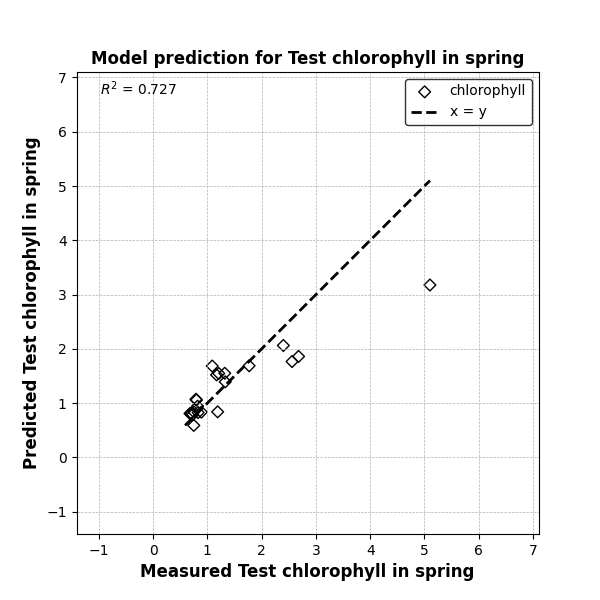 Model prediction for Test chlorophyll in spring
R² = 0.727
chlorophyll
x = y
Predicted Test chlorophyll in spring
7
6
5
4
3
2
1
0
−1
−1 0 1 2 3 4 5 6 7
Measured Test chlorophyll in spring